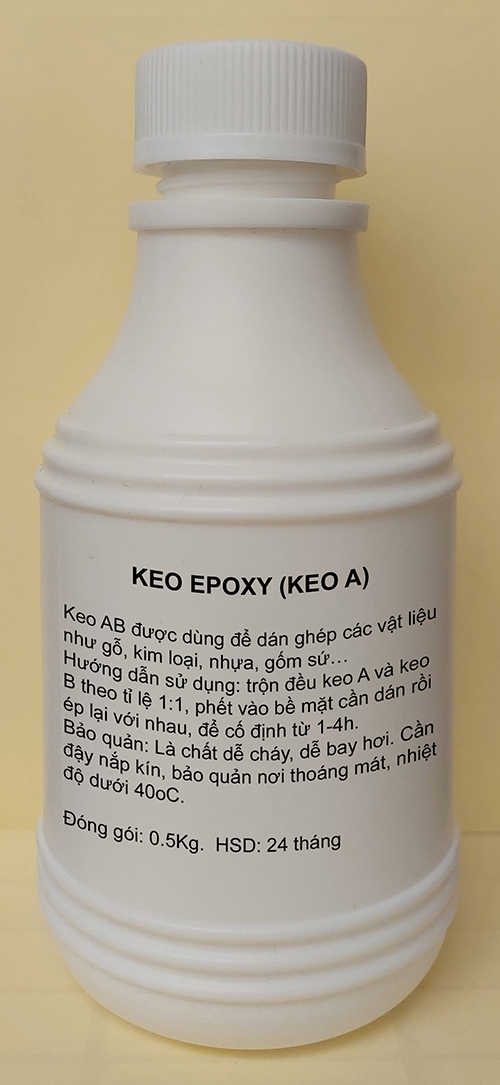 KEO EPOXY (KEO A)
Keo AB được dùng để dán ghép các vật liệu
như gỗ, kim loại, nhựa, gốm sứ...
Hướng dẫn sử dụng: trộn đều keo A và keo
B theo tỉ lệ 1:1, phết vào bề mặt cần dán rồi
ép lại với nhau, để cố định từ 1-4h.
Bảo quản: Là chất dễ cháy, dễ bay hơi. Cần
đậy nắp kín, bảo quản nơi thoáng mát, nhiệt
độ dưới 40oC.
Đóng gói: 0.5Kg. HSD: 24 tháng